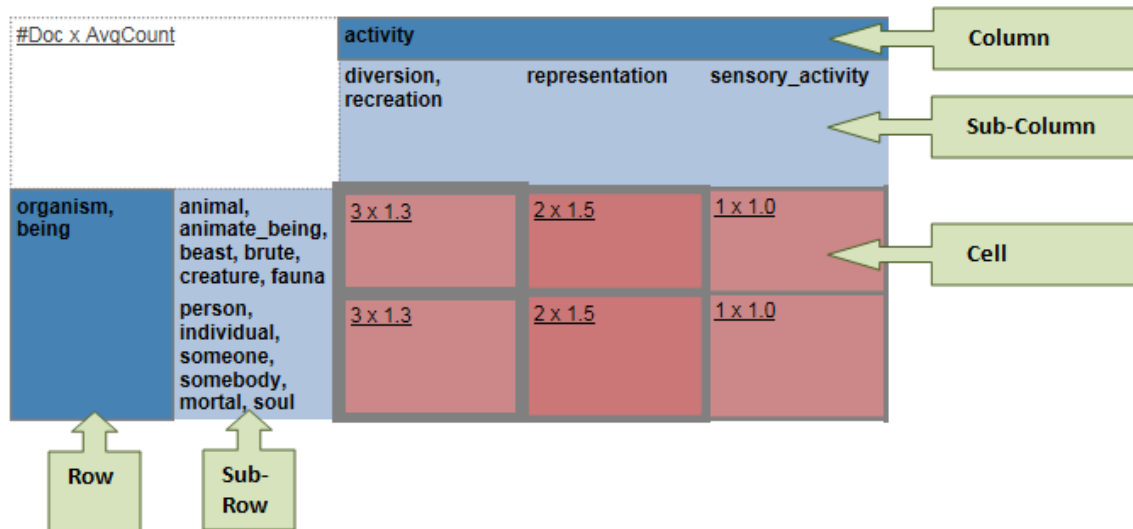 #Doc x AvgCount
activity
Column
diversion,
recreation
representation
sensory_activity
Sub-Column
organism,
being
animal,
animate_being,
beast, brute,
creature, fauna
3 x 1.3
2 x 1.5
1 x 1.0
Cell
person,
individual,
someone,
somebody,
mortal, soul
3 x 1.3
2 x 1.5
1 x 1.0
Row
Sub-
Row